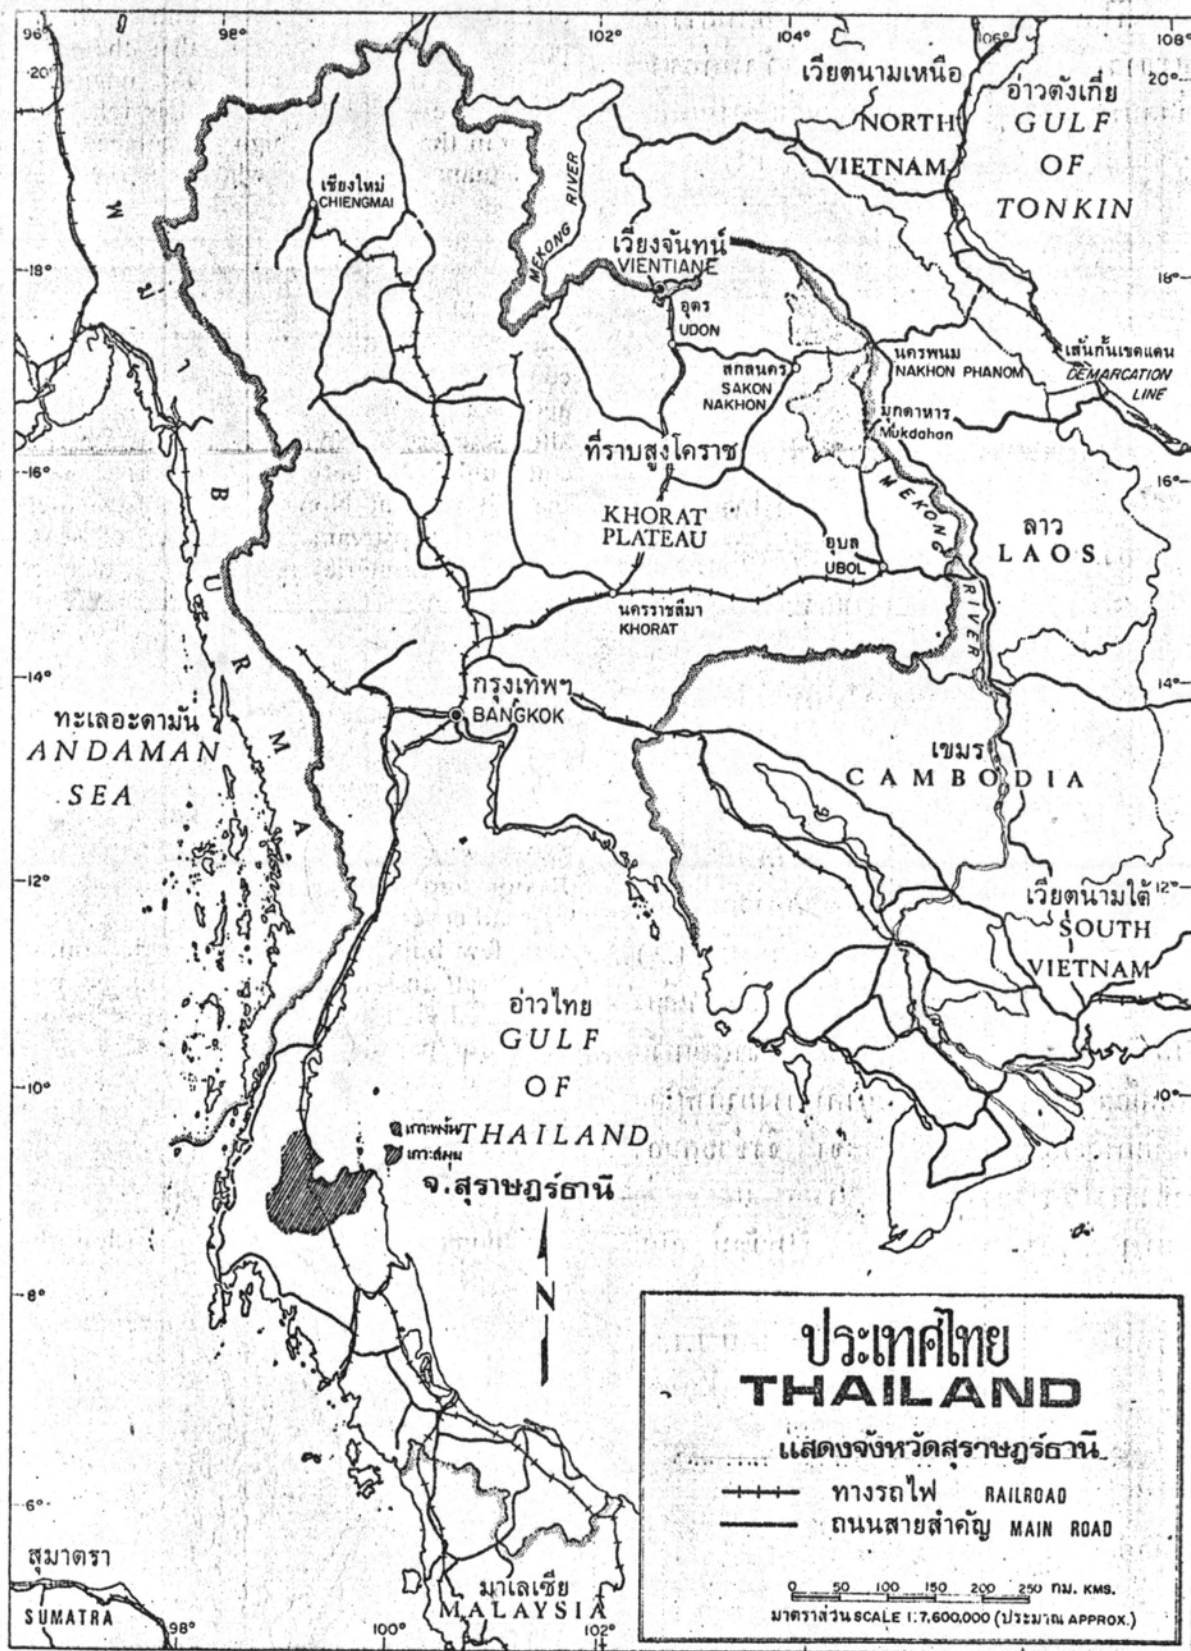 96°
98°
102°
104°
106°
108°
20°
20°
เวียตนามเหนือ
NORTH
VIETNAM
อ่าวตังเกี๋ย
GULF
OF
TONKIN
เชียงใหม่
CHIENGMAI
MEKONG RIVER
เวียงจันทน์
VIENTIANE
18°
18°
อุดร
UDON
สกลนคร
SAKON
NAKHON
นครพนม
NAKHON PHANOM
เส้นกั้นเขตแดน
DEMARCATION
LINE
มุกดาหาร
Mukdahan
พม่า
BURMA
16°
16°
ที่ราบสูงโคราช
KHORAT
PLATEAU
MEKONG RIVER
ลาว
LAOS
อุบล
UBOL
นครราชสีมา
KHORAT
14°
14°
กรุงเทพฯ
BANGKOK
ทะเลอะดามัน
ANDAMAN
SEA
เขมร
CAMBODIA
12°
12°
เวียตนามใต้
SOUTH
VIETNAM
อ่าวไทย
GULF
OF
THAILAND
10°
10°
เกาะพงัน
เกาะสมุย
จ.สุราษฎร์ธานี
N
8°
6°
สุมาตรา
SUMATRA
มาเลเซีย
MALAYSIA
98°
100°
102°
ประเทศไทย
THAILAND
แสดงจังหวัดสุราษฎร์ธานี
ทางรถไฟ RAILROAD
ถนนสายสำคัญ MAIN ROAD
0 50 100 150 200 250 กม. KMS.
มาตราส่วน SCALE 1:7,600,000 (ประมาณ APPROX.)